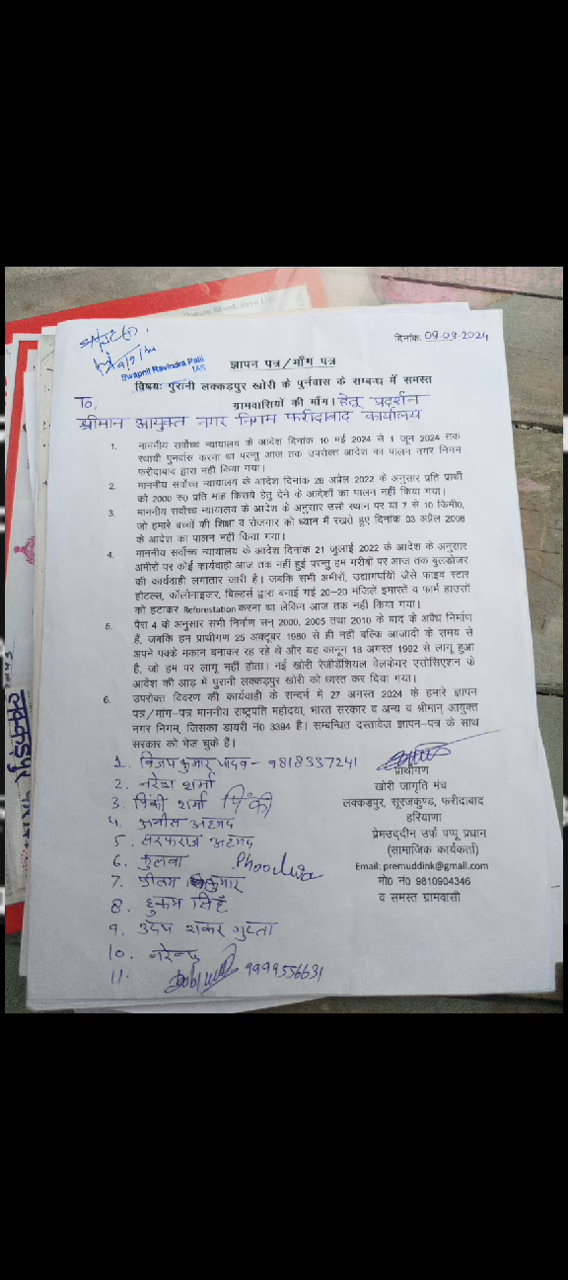 दिनांक. 09.09.2024
Swapnil Ravindra Patil
IAS
ज्ञापन पत्र/माँग पत्र
विषयः पुरानी लक्कड़पुर खोरी के पुर्नवास के सम्बन्ध में समस्त
To,
ग्रामवासियों की माँग। हेतू प्रदर्शन
श्रीमान आयुक्त नगर निगम फरीदाबाद कार्यालय
1. माननीय सर्वोच्च न्यायालय के आदेश दिनांक 10 मई 2024 से 1 जून 2024 तक
स्थायी पुनर्वास करना था परन्तु आज तक उपरोक्त आदेश का पालन नगर निगम
फरीदाबाद द्वारा नहीं किया गया।
2. माननीय सर्वोच्च न्यायालय के आदेश दिनांक 26 अप्रैल 2022 के अनुसार प्रति प्रार्थी
को 2000 रू0 प्रति माह किराये हेतु देने के आदेशों का पालन नहीं किया गया।
3. माननीय सर्वोच्च न्यायालय के आदेश के अनुसार उसी स्थान पर या 7 से 10 किमी0,
जो हमारे बच्चों की शिक्षा व रोजगार को ध्यान में रखते हुए दिनांक 03 अप्रैल 2008
के आदेश का पालन नहीं किया गया।
4. माननीय सर्वोच्च न्यायालय के आदेश दिनांक 21 जुलाई 2022 के आदेश के अनुसार
अमीरों पर कोई कार्यवाही आज तक नहीं हुई परन्तु हम गरीबों पर आज तक बुलडोजर
की कार्यवाही लगातार जारी है। जबकि सभी अमीरों, उद्यागपयिों जैसे फाइव स्टार
होटल्स, कॉलोनाइजर, बिल्डर्स द्वारा बनाई गई 20-20 मंजिलें इमारतें व फार्म हाउसों
को हटाकर Reforestation करना था लेकिन आज तक नहीं किया गया।
5. पैरा 4 के अनुसार सभी निर्माण सन् 2000, 2005 तथा 2010 के बाद के अवैध निर्माण
हैं, जबकि हम प्रार्थीगण 25 अक्टूबर 1980 से ही नहीं बल्कि आजादी के समय से
अपने पक्के मकान बनाकर रह रहे थे और यह कानून 18 अगस्त 1992 से लागू हुआ
है, जो हम पर लागू नहीं होता। नई खोरी रेजीडेंशियल वेलफेयर एसोसिएशन के
आदेश की आड़ में पुरानी लक्कड़पुर खोरी को ध्वस्त कर दिया गया।
6. उपरोक्त विवरण की कार्यवाही के सन्दर्भ में 27 अगस्त 2024 के हमारे ज्ञापन
पत्र/मांग-पत्र माननीय राष्ट्रपति महोदया, भारत सरकार व अन्य व श्रीमान् आयुक्त
नगर निगम, जिसका डायरी नं0 3394 है। सम्बन्धित दस्तावेज ज्ञापन-पत्र के साथ
सरकार को भेज चुके है।
1. विजय कुमार यादव - 9818337241
2. नरेश शर्मा
3. पिंकी शर्मा पिंकी
4. अनीस अहमद
5. सरफराज अहमद
6. फुलवा Phoolwa
7. प्रीतम कुमार
8. हुकम सिंह
9. उदय शंकर गुप्ता
10. नरेन्द्र
11. 9999556631
प्रार्थीगण
खोरी जागृति मंच
लक्कड़पुर, सूरजकुण्ड, फरीदाबाद
हरियाणा
प्रेमउद्दीन उर्फ पप्पू प्रधान
(सामाजिक कार्यकर्ता)
Email: premuddink@gmail.com
मो0 नं0 9810904346
व समस्त ग्रामवासी